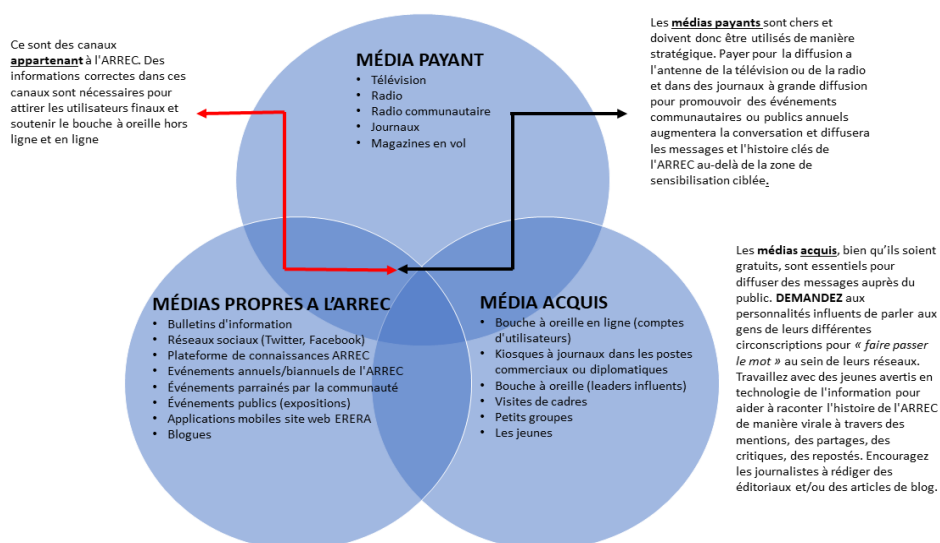 Ce sont des canaux
appartenant à l'ARREC. Des
informations correctes dans ces
canaux sont nécessaires pour
attirer les utilisateurs finaux et
soutenir le bouche à oreille hors
ligne et en ligne
MÉDIA PAYANT
• Télévision
• Radio
• Radio communautaire
• Journaux
• Magazines en vol
Les médias payants sont chers et
doivent donc être utilisés de manière
stratégique. Payer pour la diffusion a
l'antenne de la télévision ou de la radio
et dans des journaux à grande diffusion
pour promouvoir des événements
communautaires ou publics annuels
augmentera la conversation et diffusera
les messages et l'histoire clés de
l'ARREC au-delà de la zone de
sensibilisation ciblée.
MÉDIAS PROPRES A L'ARREC
• Bulletins d'information
• Réseaux sociaux (Twitter, Facebook)
• Plateforme de connaissances ARREC
• Evénements annuels/biannuels de l'ARREC
• Événements parrainés par la communauté
• Événements publics (expositions)
• Applications mobiles site web ERERA
• Blogues
MÉDIA ACQUIS
• Bouche à oreille en ligne (comptes
d'utilisateurs)
• Kiosques à journaux dans les postes
commerciaux ou diplomatiques
• Bouche à oreille (leaders influents)
• Visites de cadres
• Petits groupes
• Les jeunes
Les médias acquis, bien qu'ils soient
gratuits, sont essentiels pour
diffuser des messages auprès du
public. DEMANDEZ aux
personnalités influents de parler aux
gens de leurs différentes
circonscriptions pour « faire passer
le mot » au sein de leurs réseaux.
Travaillez avec des jeunes avertis en
technologie de l'information pour
aider à raconter l'histoire de l'ARREC
de manière virale à travers des
mentions, des partages, des
critiques, des repostés. Encouragez
les journalistes à rédiger des
éditoriaux et/ou des articles de blog.